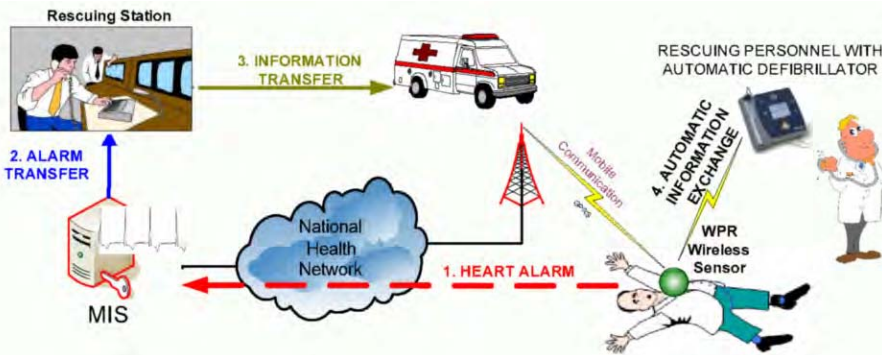 Rescuing Station
3. INFORMATION
TRANSFER
RESCUING PERSONNEL WITH
AUTOMATIC DEFIBRILLATOR
2. ALARM
TRANSFER
Mobile
Communication
GPRS
4. AUTOMATIC
INFORMATION
EXCHANGE
National
Health
Network
WPR
Wireless
Sensor
1. HEART ALARM
MIS